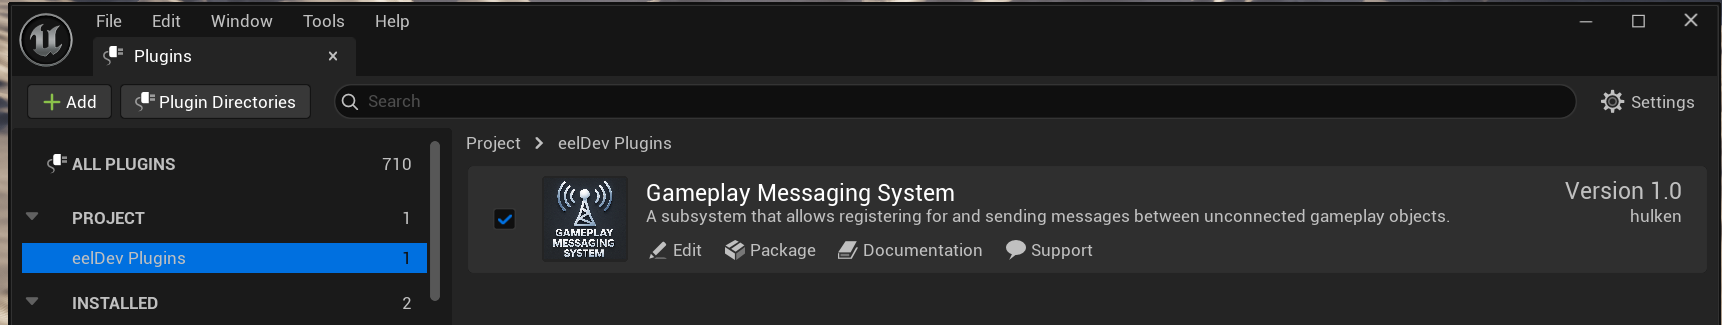 File Edit Window Tools Help
Plugins
Add Plugin Directories Search Settings
ALL PLUGINS 710
PROJECT 1
eelDev Plugins 1
INSTALLED 2
Project > eelDev Plugins
GAMEPLAY
MESSAGING
SYSTEM
Gameplay Messaging System Version 1.0
A subsystem that allows registering for and sending messages between unconnected gameplay objects. hulken
Edit Package Documentation Support